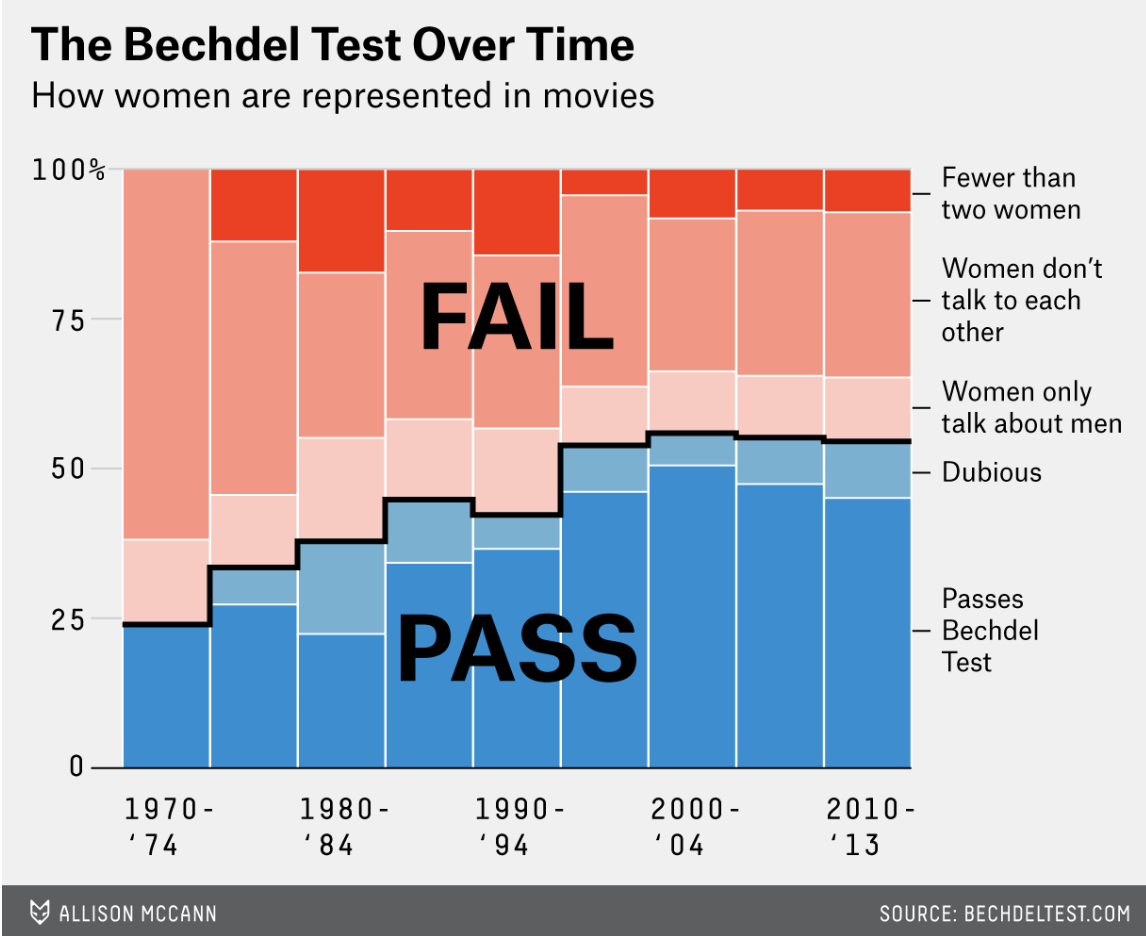 The Bechdel Test Over Time
How women are represented in movies
100%
75
50
25
0
FAIL
PASS
Fewer than
two women
Women don’t
talk to each
other
Women only
talk about men
Dubious
Passes
Bechdel
Test
1970-
‘74
1980-
‘84
1990-
‘94
2000-
‘04
2010-
‘13
ALLISON MCCANN
SOURCE: BECHDELTEST.COM